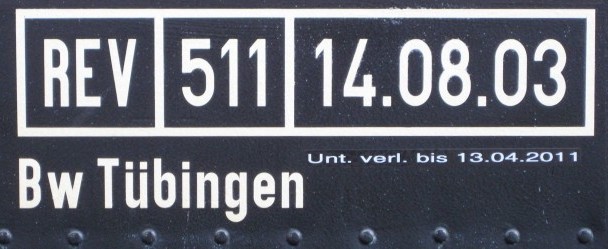 REV 511 14.08.03
Unt. verl. bis 13.04.2011
Bw Tübingen